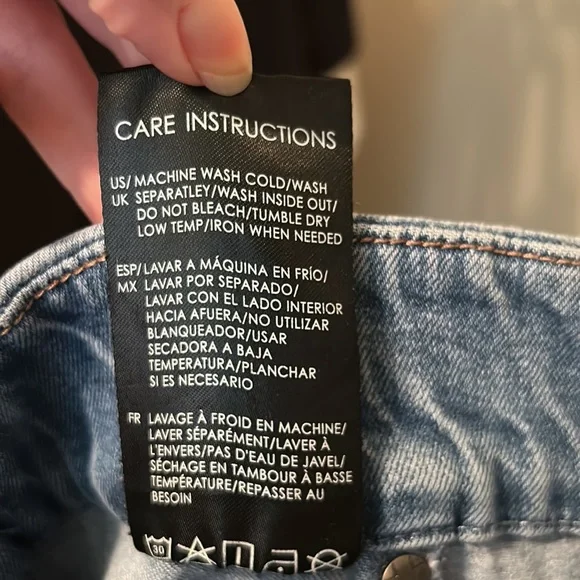 CARE INSTRUCTIONS
US/ MACHINE WASH COLD/WASH
UK SEPARATLEY/WASH INSIDE OUT/
DO NOT BLEACH/TUMBLE DRY
LOW TEMP/IRON WHEN NEEDED
ESP/ LAVAR A MÁQUINA EN FRÍO/
MX LAVAR POR SEPARADO/
LAVAR CON EL LADO INTERIOR
HACIA AFUERA/NO UTILIZAR
BLANQUEADOR/USAR
SECADORA A BAJA
TEMPERATURA/PLANCHAR
SI ES NECESARIO
FR LAVAGE À FROID EN MACHINE/
LAVER SÉPARÉMENT/LAVER À
L'ENVERS/PAS D'EAU DE JAVEL/
SÉCHAGE EN TAMBOUR À BASSE
TEMPÉRATURE/REPASSER AU
BESOIN
30